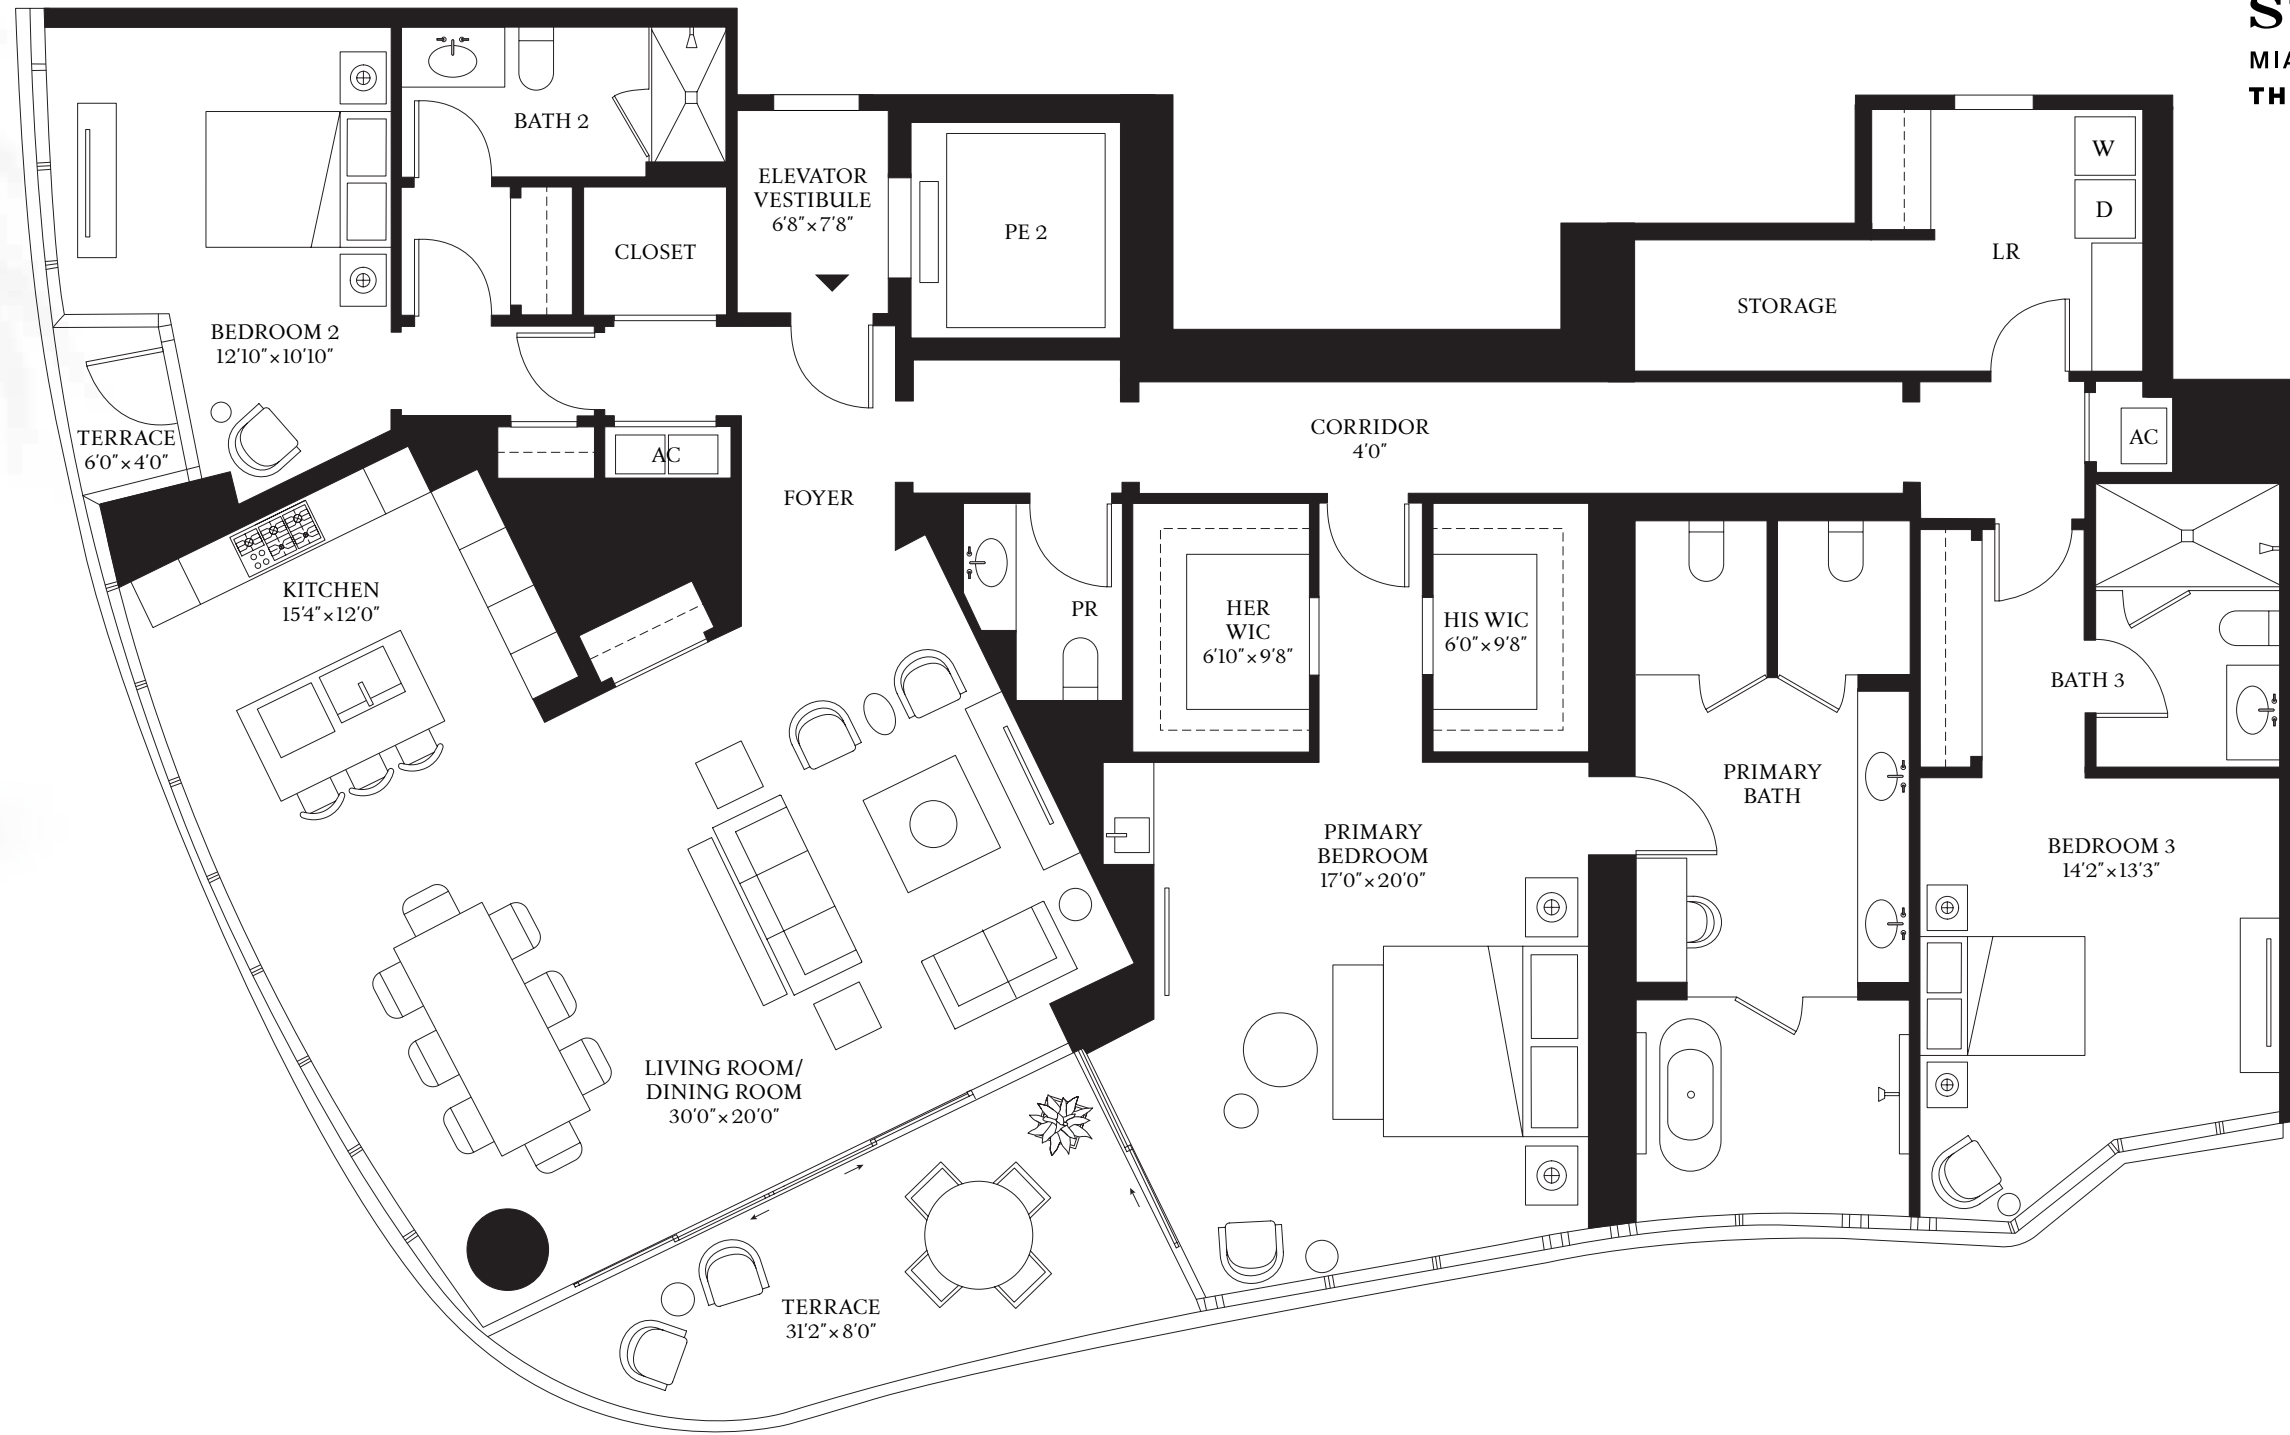 MIA
TH
BATH 2
W
ELEVATOR
VESTIBULE
6'8"×7'8"
D
PE 2
CLOSET
LR
STORAGE
BEDROOM 2
12'10"×10'10"
TERRACE
6'0"×4'0"
CORRIDOR
4'0"
AC
AC
FOYER
KITCHEN
15'4"×12'0"
PR
HER
WIC
6'10"×9'8"
HIS WIC
6'0"×9'8"
BATH 3
PRIMARY
BATH
PRIMARY
BEDROOM
17'0"×20'0"
BEDROOM 3
14'2"×13'3"
LIVING ROOM/
DINING ROOM
30'0"×20'0"
TERRACE
31'2"×8'0"